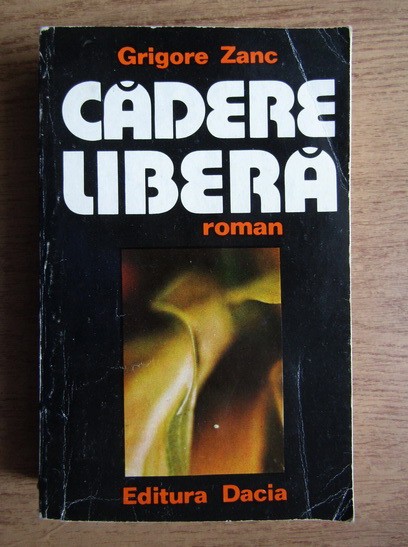 Grigore Zanc
CĂDERE
LIBERĂ
roman
Editura Dacia